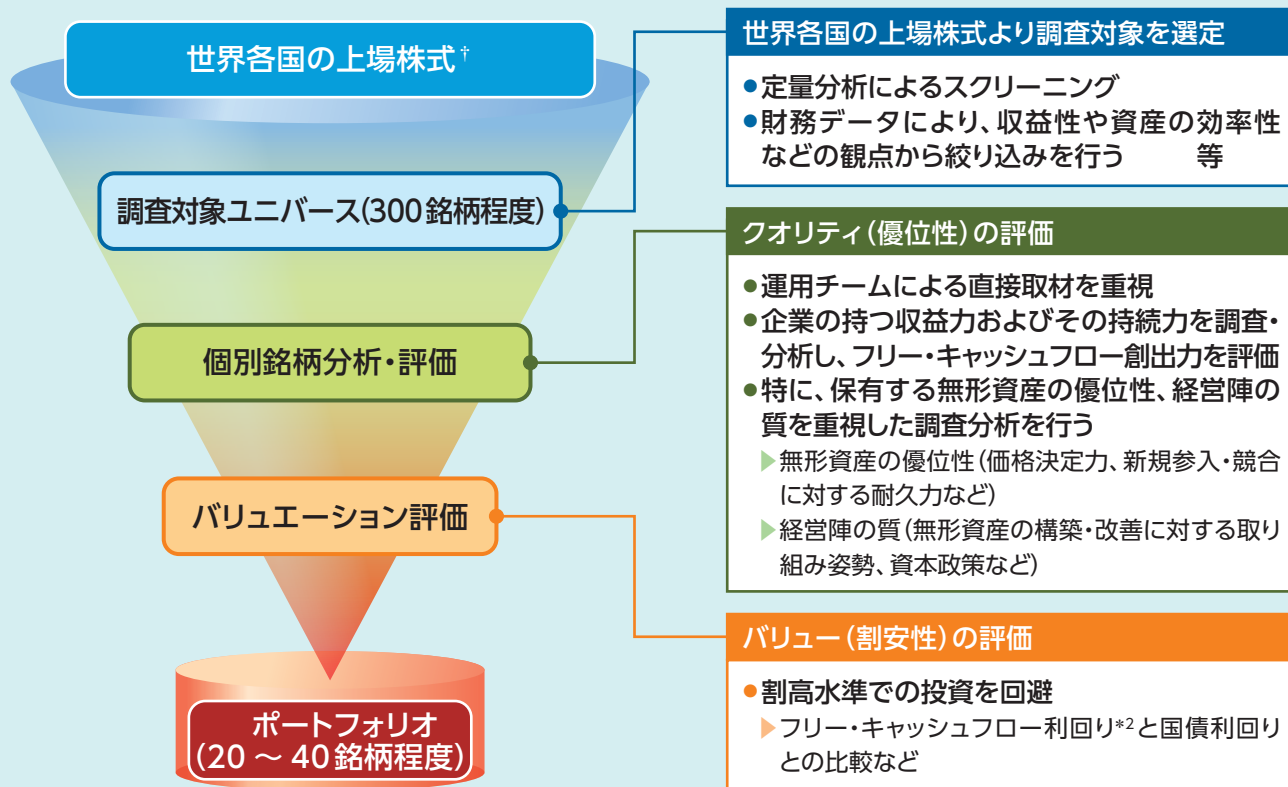 世界各国の上場株式†
調査対象ユニバース(300銘柄程度)
個別銘柄分析・評価
バリュエーション評価
ポートフォリオ
(20～40銘柄程度)
世界各国の上場株式より調査対象を選定
●定量分析によるスクリーニング
●財務データにより、収益性や資産の効率性
などの観点から絞り込みを行う 等
クオリティ(優位性)の評価
●運用チームによる直接取材を重視
●企業の持つ収益力およびその持続力を調査・
分析し、フリー・キャッシュフロー創出力を評価
●特に、保有する無形資産の優位性、経営陣の
質を重視した調査分析を行う
▶無形資産の優位性(価格決定力、新規参入・競合
に対する耐久力など)
▶経営陣の質(無形資産の構築・改善に対する取り
組み姿勢、資本政策など)
バリュー(割安性)の評価
●割高水準での投資を回避
▶フリー・キャッシュフロー利回り*2と国債利回り
との比較など